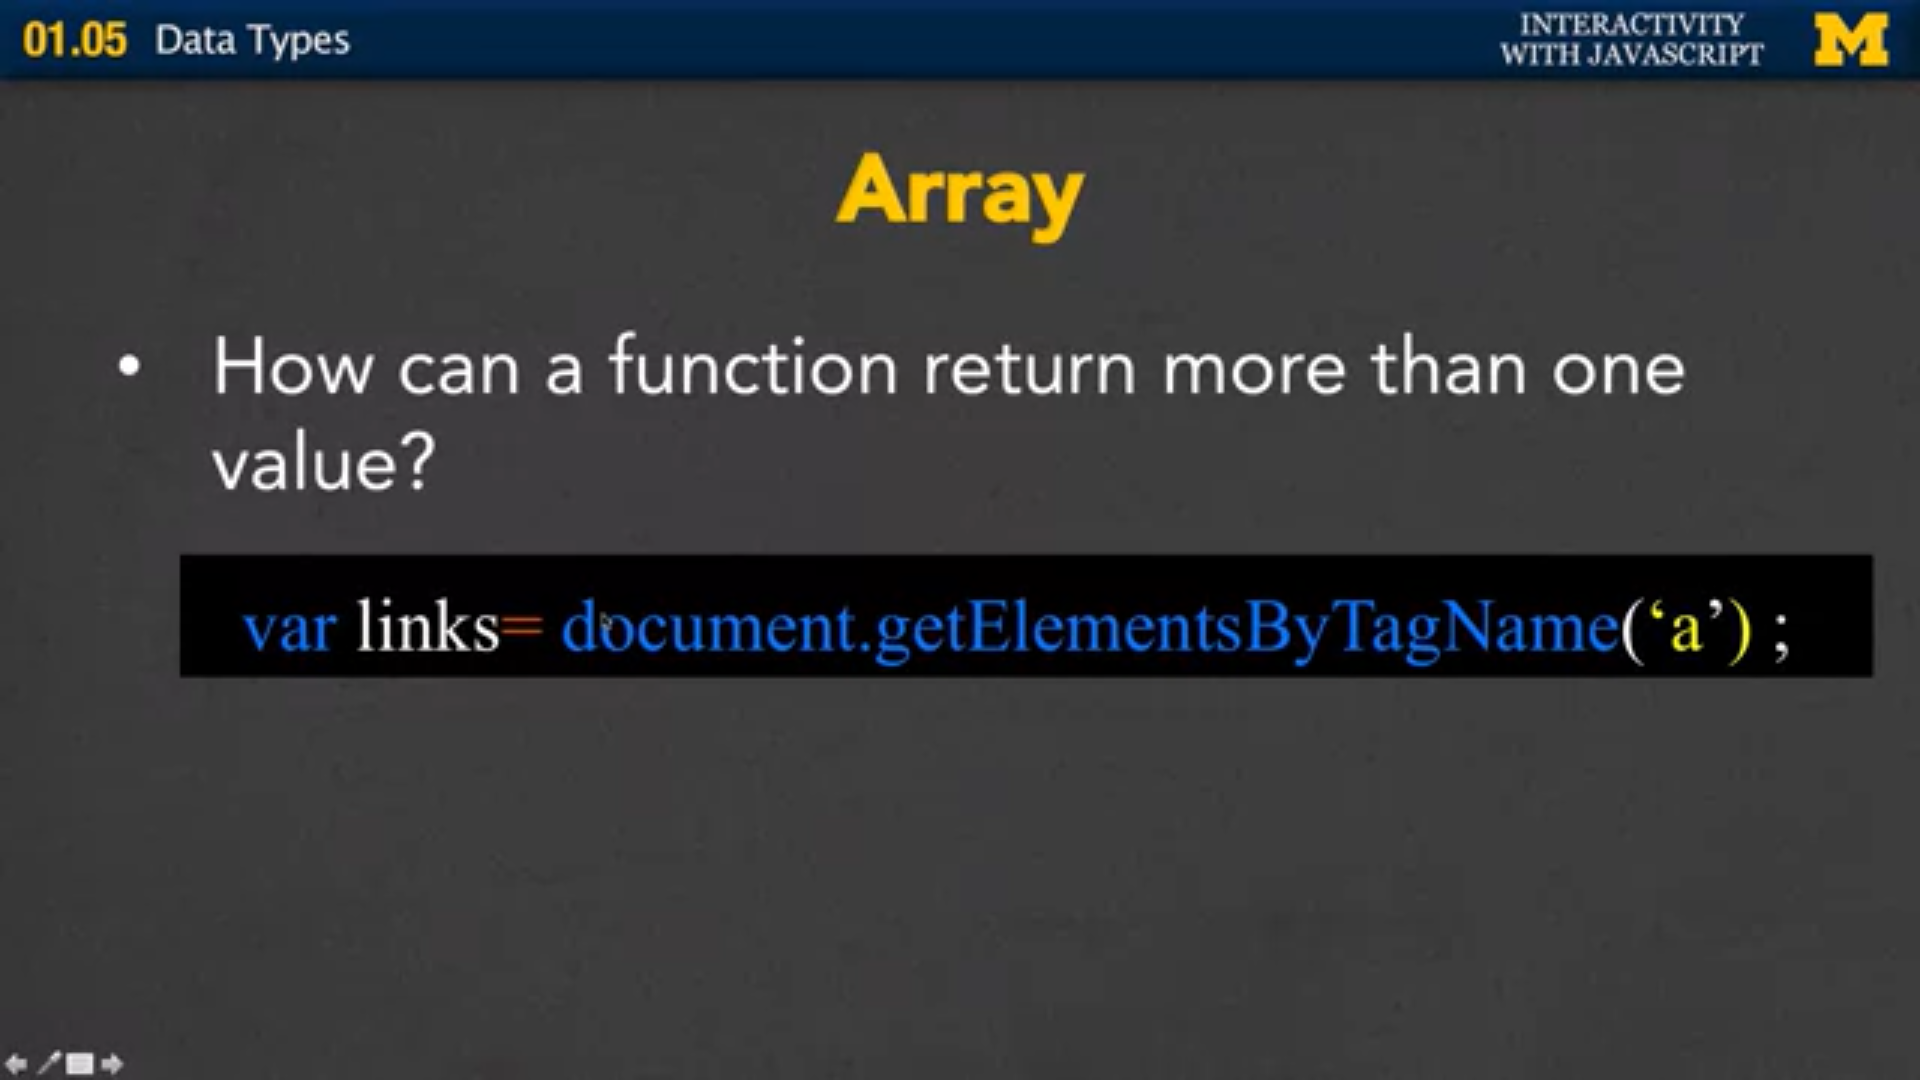 01.05 Data Types
INTERACTIVITY
WITH JAVASCRIPT
M
Array
• How can a function return more than one
value?
var links= document.getElementsByTagName(‘a’) ;